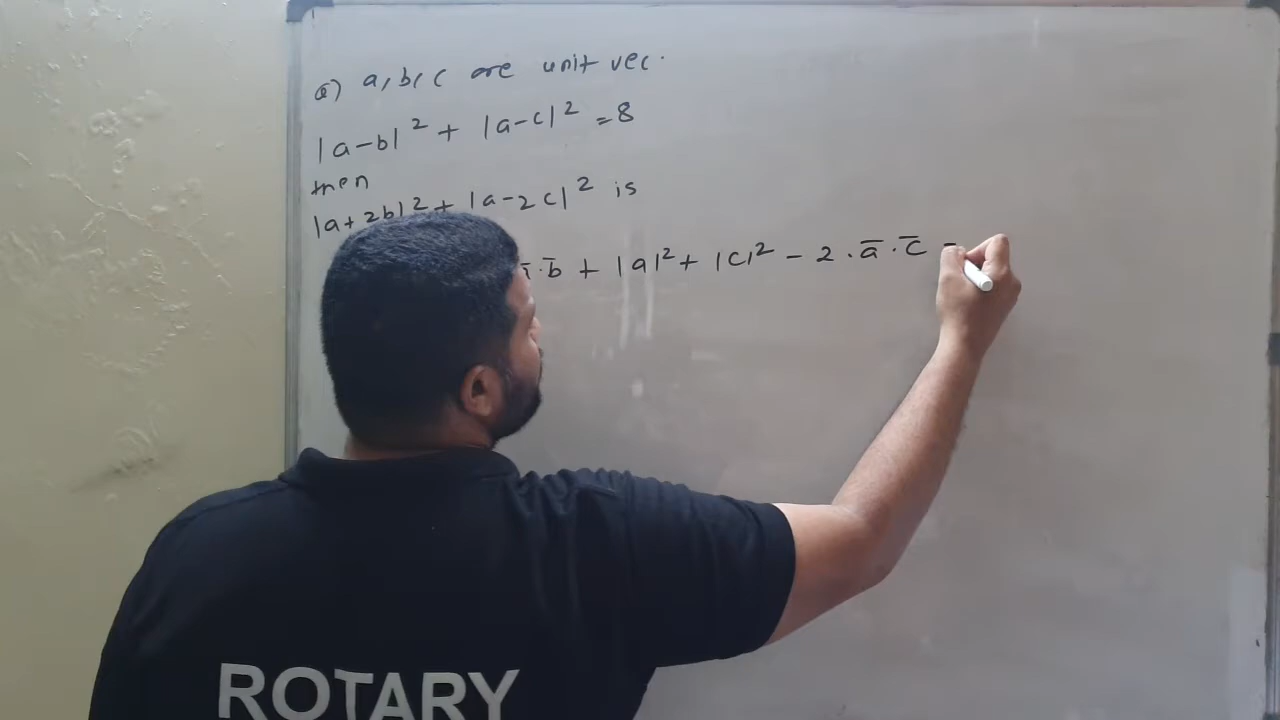 Q) a, b, c are unit vec.
|a-b|² + |a-c|² = 8
then
|a+2b|² + |a-2c|² is
·b̅ + |a|² + |c|² - 2·a̅·c̅
ROTARY